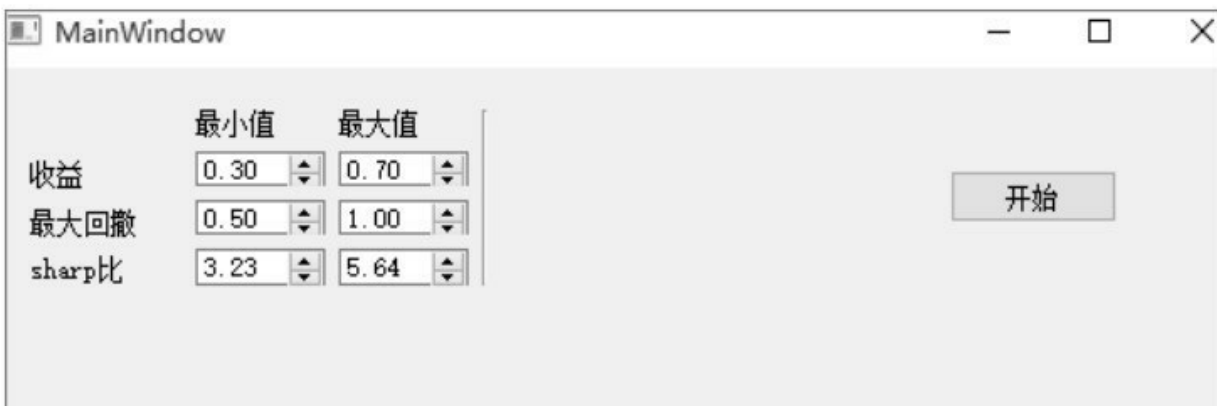 MainWindow
最小值 最大值
收益 0.30 0.70
开始
最大回撤 0.50 1.00
sharp比 3.23 5.64